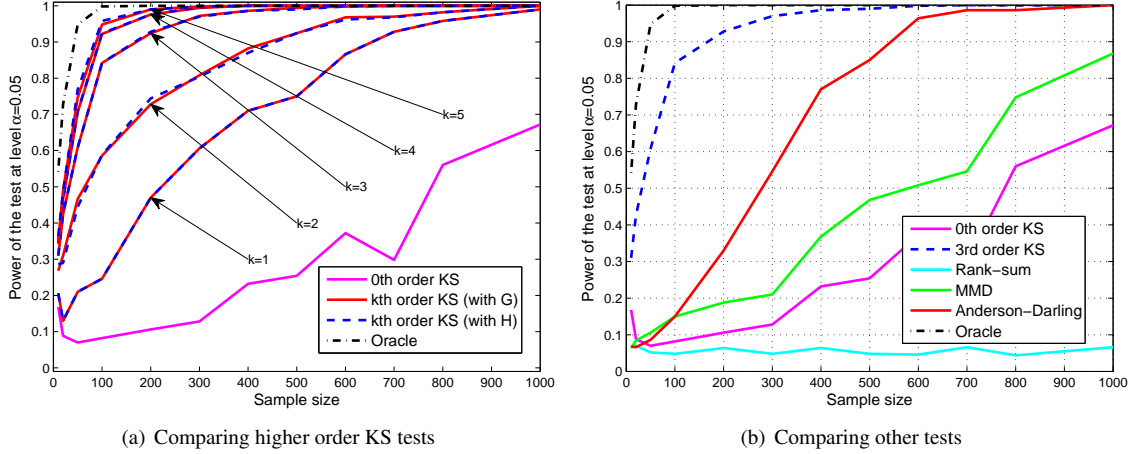 Power of the test at level α=0.05
1
0.9
0.8
0.7
0.6
0.5
0.4
0.3
0.2
0.1
0
k=5
k=4
k=3
k=2
k=1
0th order KS
kth order KS (with G)
kth order KS (with H)
Oracle
0 100 200 300 400 500 600 700 800 900 1000
Sample size
(a) Comparing higher order KS tests
Power of the test at level α=0.05
1
0.9
0.8
0.7
0.6
0.5
0.4
0.3
0.2
0.1
0
0th order KS
3rd order KS
Rank−sum
MMD
Anderson−Darling
Oracle
0 100 200 300 400 500 600 700 800 900 1000
Sample size
(b) Comparing other tests